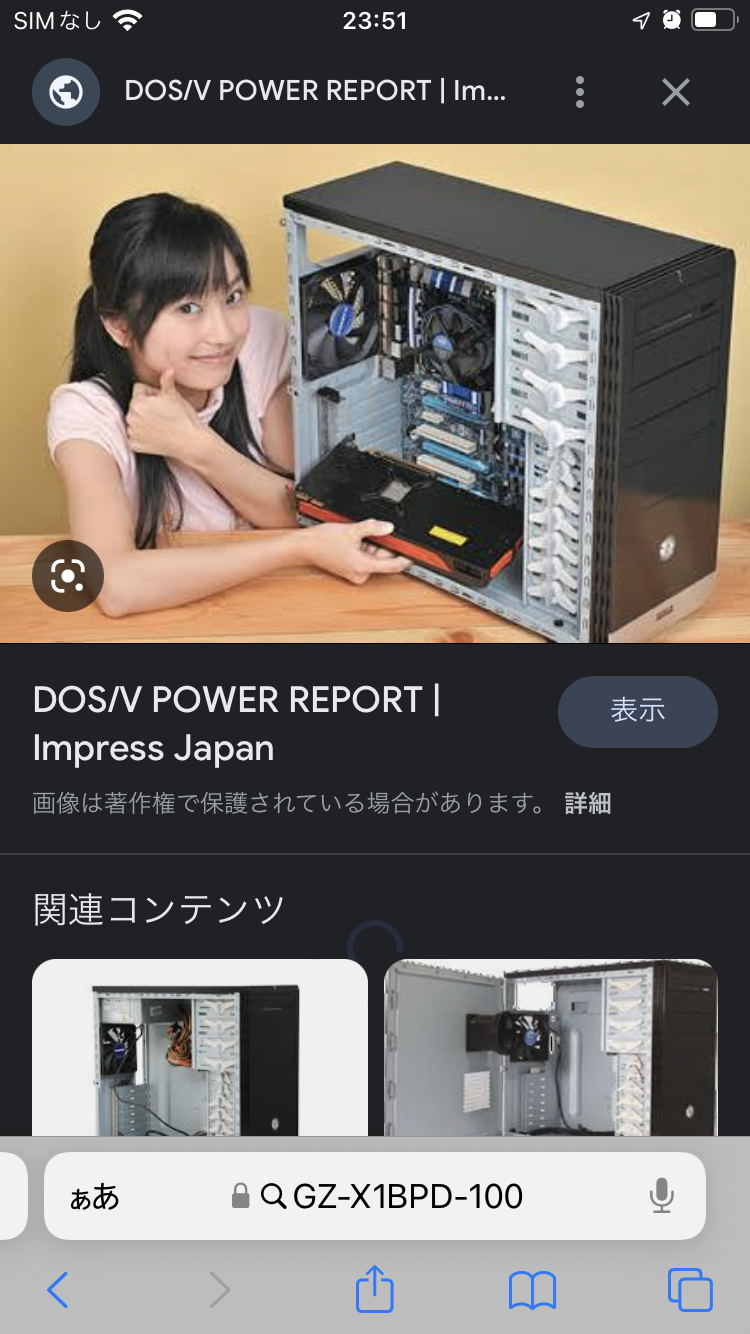 SIMなし
23:51
DOS/V POWER REPORT | Im...
DOS/V POWER REPORT |
Impress Japan
表示
画像は著作権で保護されている場合があります。 詳細
関連コンテンツ
ぁあ
GZ-X1BPD-100